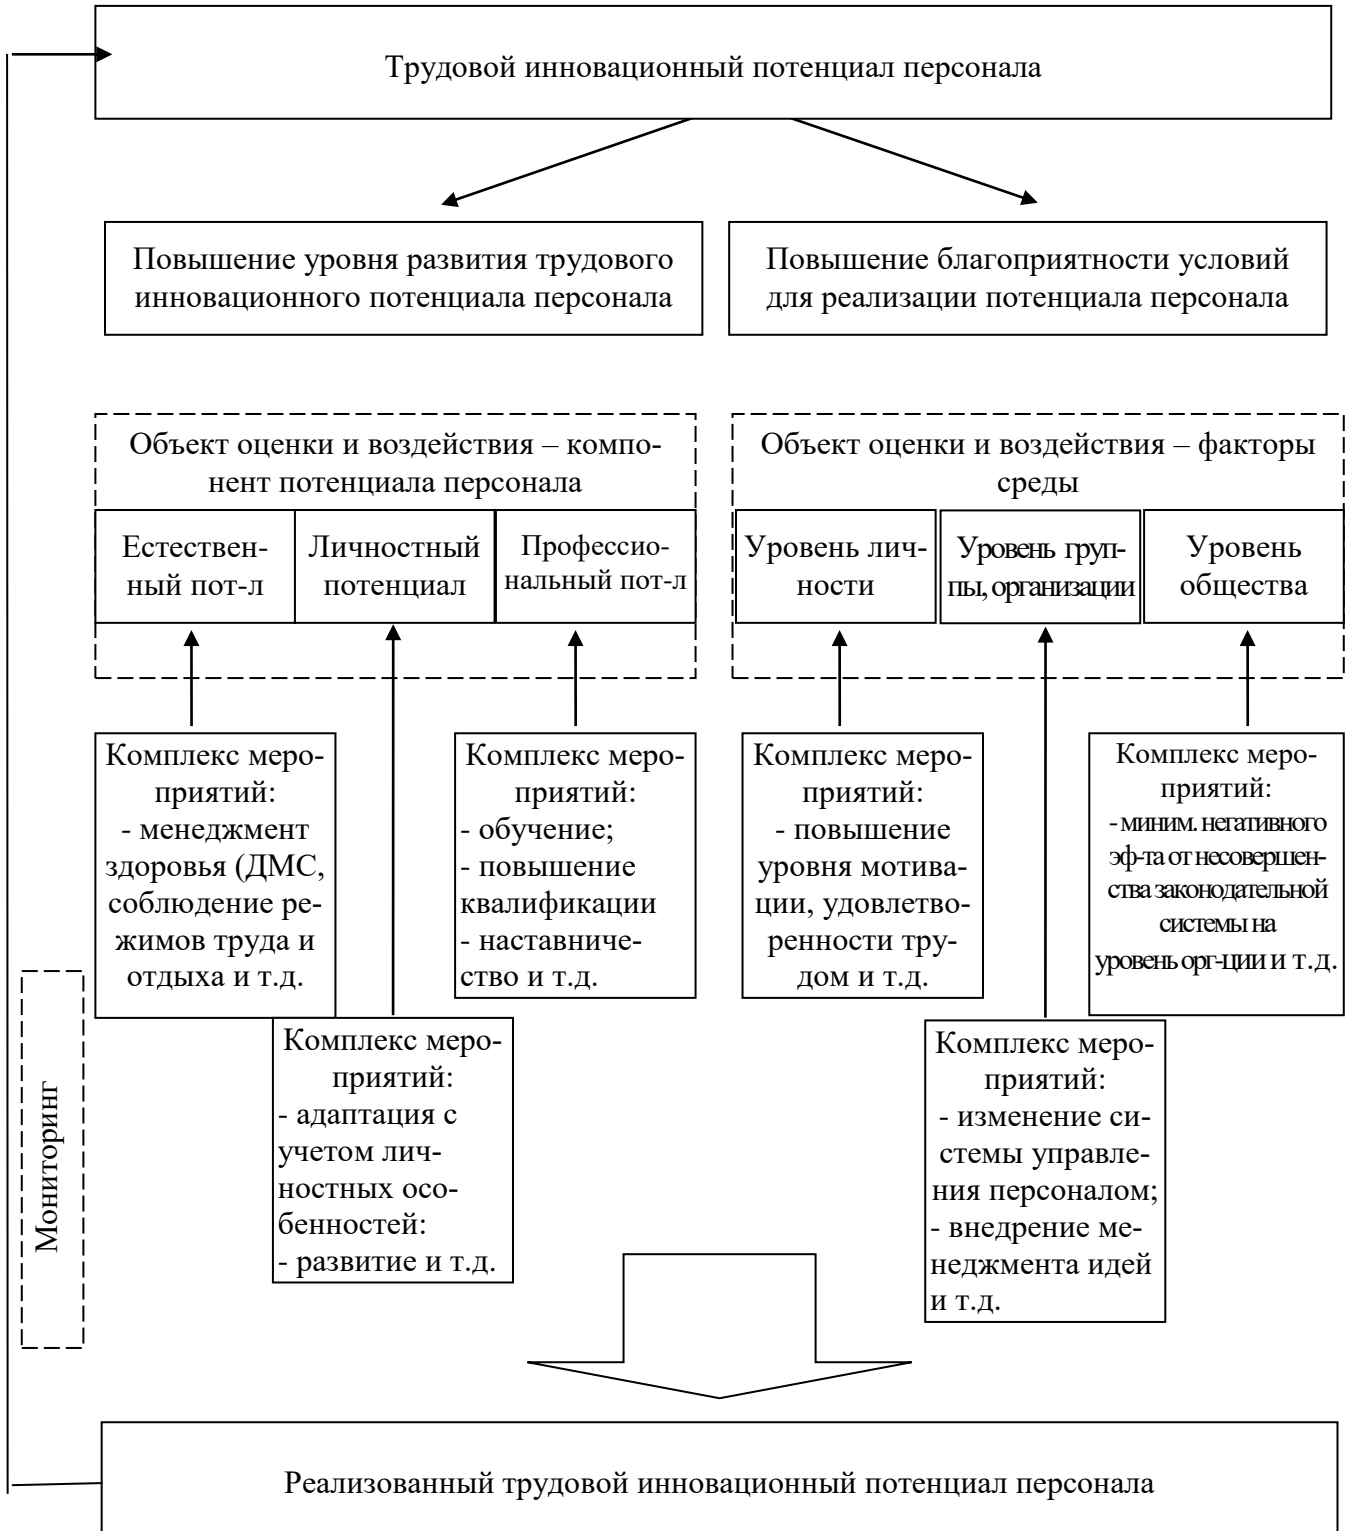 Трудовой инновационный потенциал персонала
Повышение уровня развития трудового
инновационного потенциала персонала
Повышение благоприятности условий
для реализации потенциала персонала
Объект оценки и воздействия – компо-
нент потенциала персонала
Объект оценки и воздействия – факторы
среды
Естествен-
ный пот-л
Личностный
потенциал
Профессио-
нальный пот-л
Уровень лич-
ности
Уровень груп-
пы, организации
Уровень
общества
Комплекс меро-
приятий:
- менеджмент
здоровья (ДМС,
соблюдение ре-
жимов труда и
отдыха и т.д.
Комплекс меро-
приятий:
- обучение;
- повышение
квалификации
- наставниче-
ство и т.д.
Комплекс меро-
приятий:
- повышение
уровня мотива-
ции, удовлетво-
ренности тру-
дом и т.д.
Комплекс меро-
приятий:
- миним. негативного
эф-та от несовершен-
ства законодательной
системы на
уровень орг-ции и т.д.
Комплекс меро-
приятий:
- адаптация с
учетом лич-
ностных осо-
бенностей:
- развитие и т.д.
Комплекс меро-
приятий:
- изменение си-
стемы управле-
ния персоналом;
- внедрение ме-
неджмента идей
и т.д.
Мониторинг
Реализованный трудовой инновационный потенциал персонала